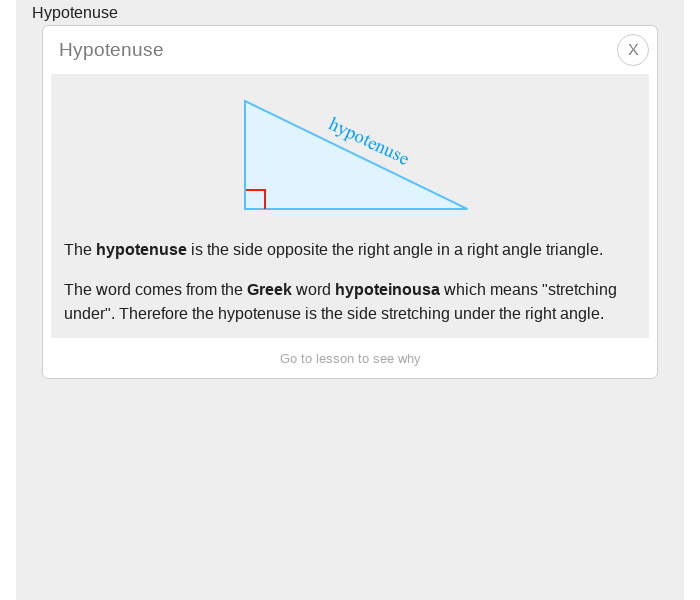 Hypotenuse
Hypotenuse
X
hypotenuse
The hypotenuse is the side opposite the right angle in a right angle triangle.
The word comes from the Greek word hypoteinousa which means "stretching
under". Therefore the hypotenuse is the side stretching under the right angle.
Go to lesson to see why